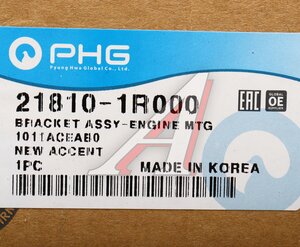 PHG
Pyung Hwa Global Co., Ltd.
21810-1R000
BRACKET ASSY-ENGINE MTG
1011ACEAB0
NEW ACCENT
1PC MADE IN KOREA
EAC
GLOBAL
OE